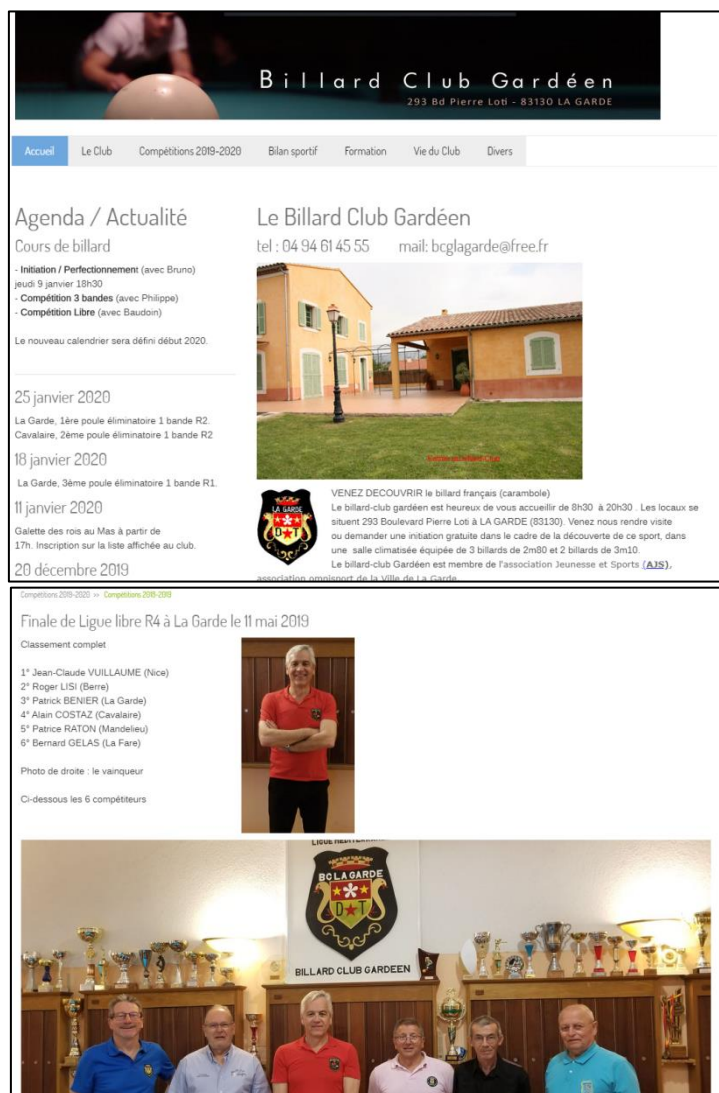 Billard Club Gardéen
293 Bd Pierre Loti - 83130 LA GARDE
Accueil Le Club Compétitions 2019-2020 Bilan sportif Formation Vie du Club Divers
Agenda / Actualité
Cours de billard
- Initiation / Perfectionnement (avec Bruno)
jeudi 9 janvier 18h30
- Compétition 3 bandes (avec Philippe)
- Compétition Libre (avec Baudoin)
Le nouveau calendrier sera défini début 2020.
25 janvier 2020
La Garde, 1ère poule éliminatoire 1 bande R2.
Cavalaire, 2ème poule éliminatoire 1 bande R2
18 janvier 2020
La Garde, 3ème poule éliminatoire 1 bande R1.
11 janvier 2020
Galette des rois au Mas à partir de
17h. Inscription sur la liste affichée au club.
20 décembre 2019
Le Billard Club Gardéen
tel : 04 94 61 45 55 mail: bcglagarde@free.fr
LA GARDE
D T
VENEZ DECOUVRIR le billard français (carambole)
Le billard-club gardéen est heureux de vous accueillir de 8h30 à 20h30 . Les locaux se
situent 293 Boulevard Pierre Loti à LA GARDE (83130). Venez nous rendre visite
ou demander une initiation gratuite dans le cadre de la découverte de ce sport, dans
une salle climatisée équipée de 3 billards de 2m80 et 2 billards de 3m10.
Le billard-club Gardéen est membre de l'association Jeunesse et Sports (AJS),
association omnisport de la Ville de La Garde
Compétitions 2019-2020 >> Compétitions 2018-2019
Finale de Ligue libre R4 à La Garde le 11 mai 2019
Classement complet
1° Jean-Claude VUILLAUME (Nice)
2° Roger LISI (Berre)
3° Patrick BENIER (La Garde)
4° Alain COSTAZ (Cavalaire)
5° Patrice RATON (Mandelieu)
6° Bernard GELAS (La Fare)
Photo de droite : le vainqueur
Ci-dessous les 6 compétiteurs
LIGUE MEDITERRANEE
BC LA GARDE
D T
BILLARD CLUB GARDEEN